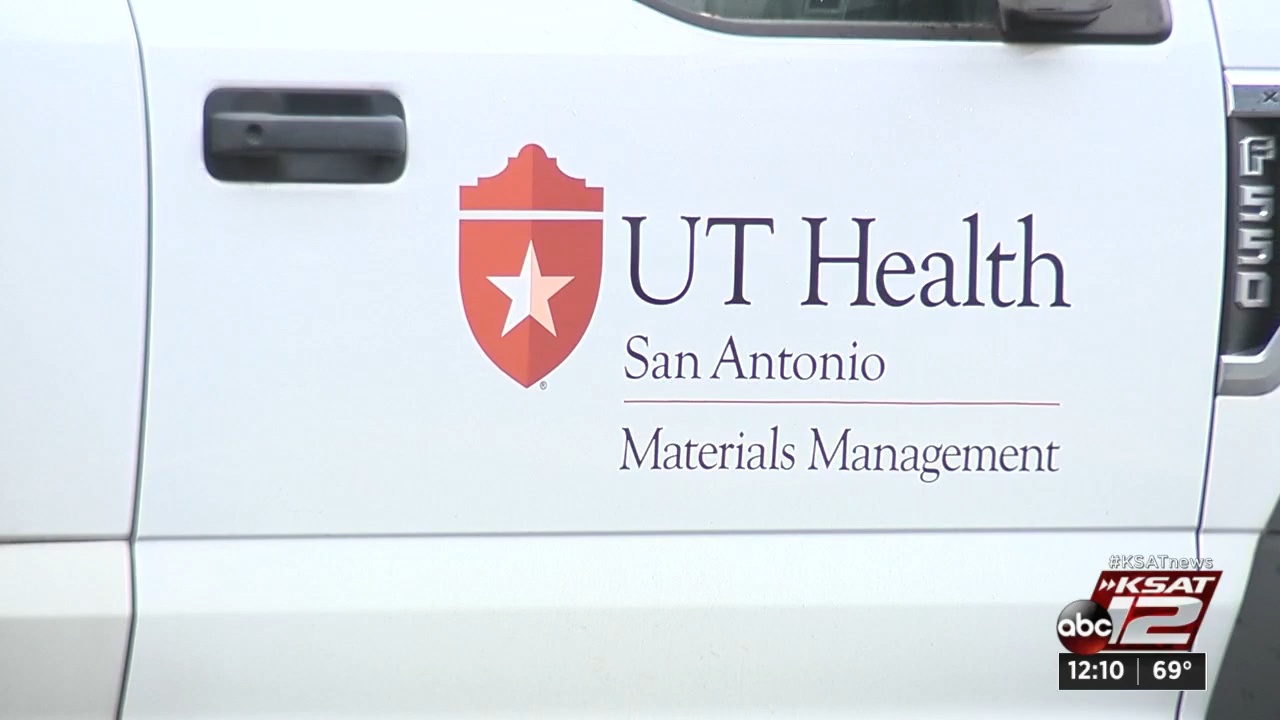 UT Health
San Antonio
Materials Management
®
F550
#KSATnews
KSAT
12
abc
12:10 69°